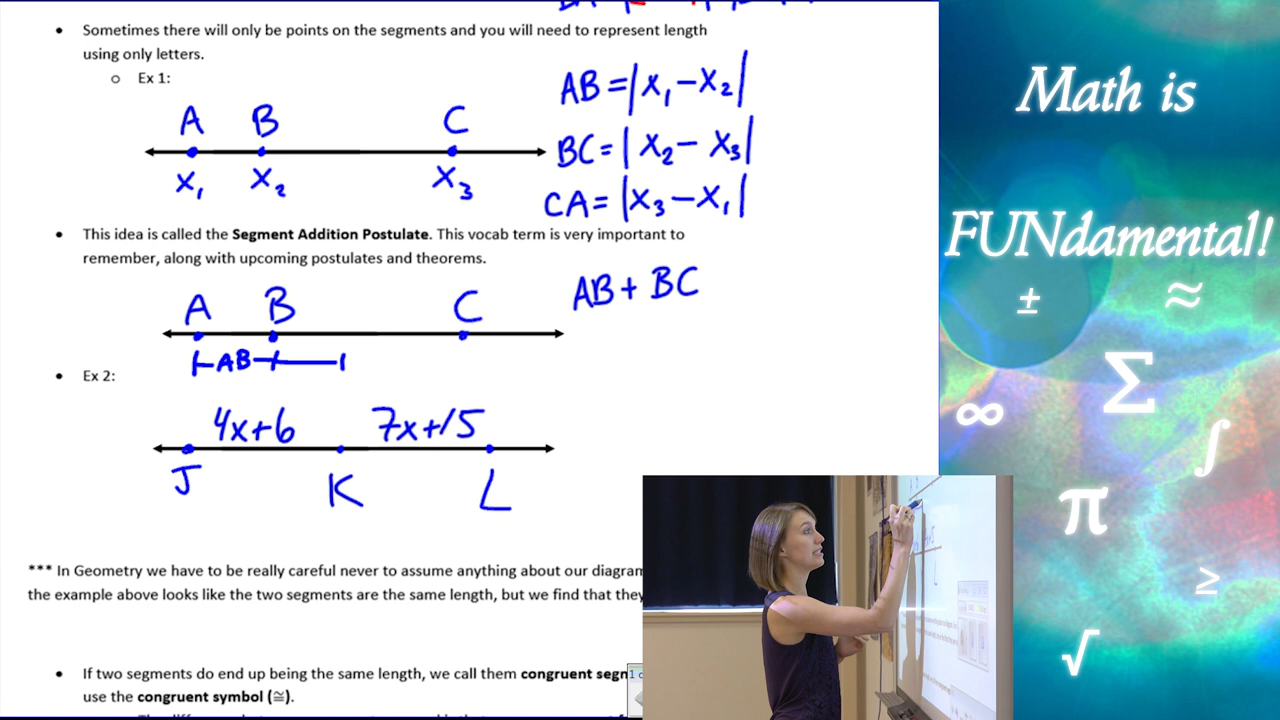 • Sometimes there will only be points on the segments and you will need to represent length
using only letters.
o Ex 1:
A B C
x₁ x₂ x₃
AB = |x₁ − x₂|
BC = | x₂ − x₃|
CA = |x₃ − x₁|
• This idea is called the Segment Addition Postulate. This vocab term is very important to
remember, along with upcoming postulates and theorems.
AB + BC
A B C
AB
• Ex 2:
4x+6 7x+15
J K L
*** In Geometry we have to be really careful never to assume anything about our diagram
the example above looks like the two segments are the same length, but we find that they
• If two segments do end up being the same length, we call them congruent segn
use the congruent symbol (≅).
Math is
FUNdamental!
± ≈
∞ Σ ∫
π
≥
√